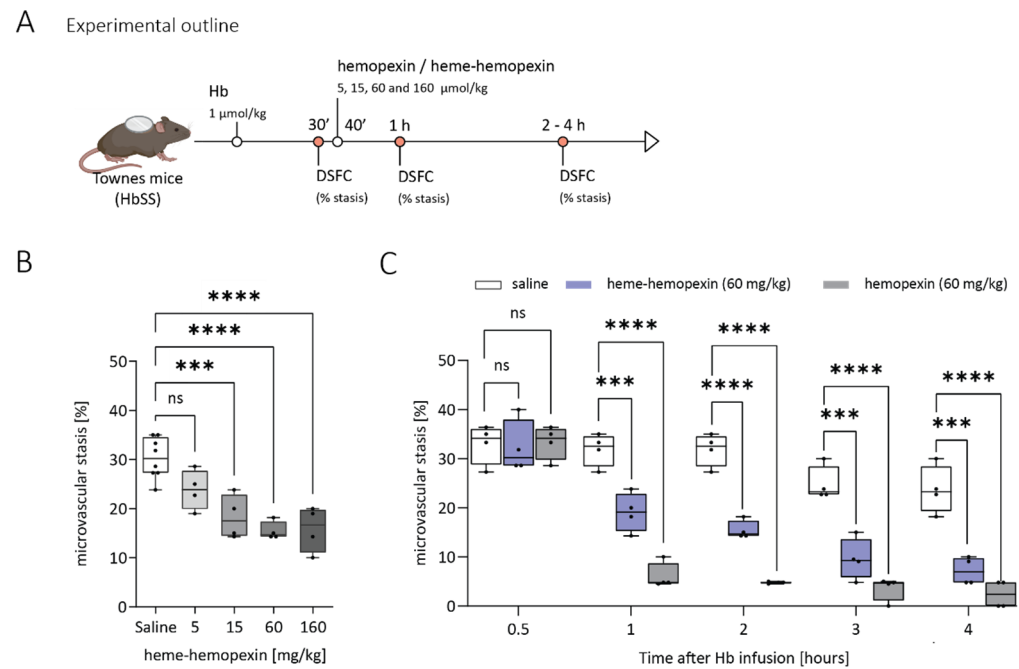 A Experimental outline
hemopexin / heme-hemopexin
5, 15, 60 and 160 μmol/kg
Hb
1 μmol/kg
30’ 40’ 1 h 2 - 4 h
DSFC DSFC DSFC
(% stasis) (% stasis) (% stasis)
Townes mice
(HbSS)
B
****
****
***
ns
microvascular stasis [%]
50
40
30
20
10
0
Saline 5 15 60 160
heme-hemopexin [mg/kg]
C
saline heme-hemopexin (60 mg/kg) hemopexin (60 mg/kg)
ns
ns
****
***
****
****
****
***
****
***
microvascular stasis [%]
50
40
30
20
10
0
0.5 1 2 3 4
Time after Hb infusion [hours]